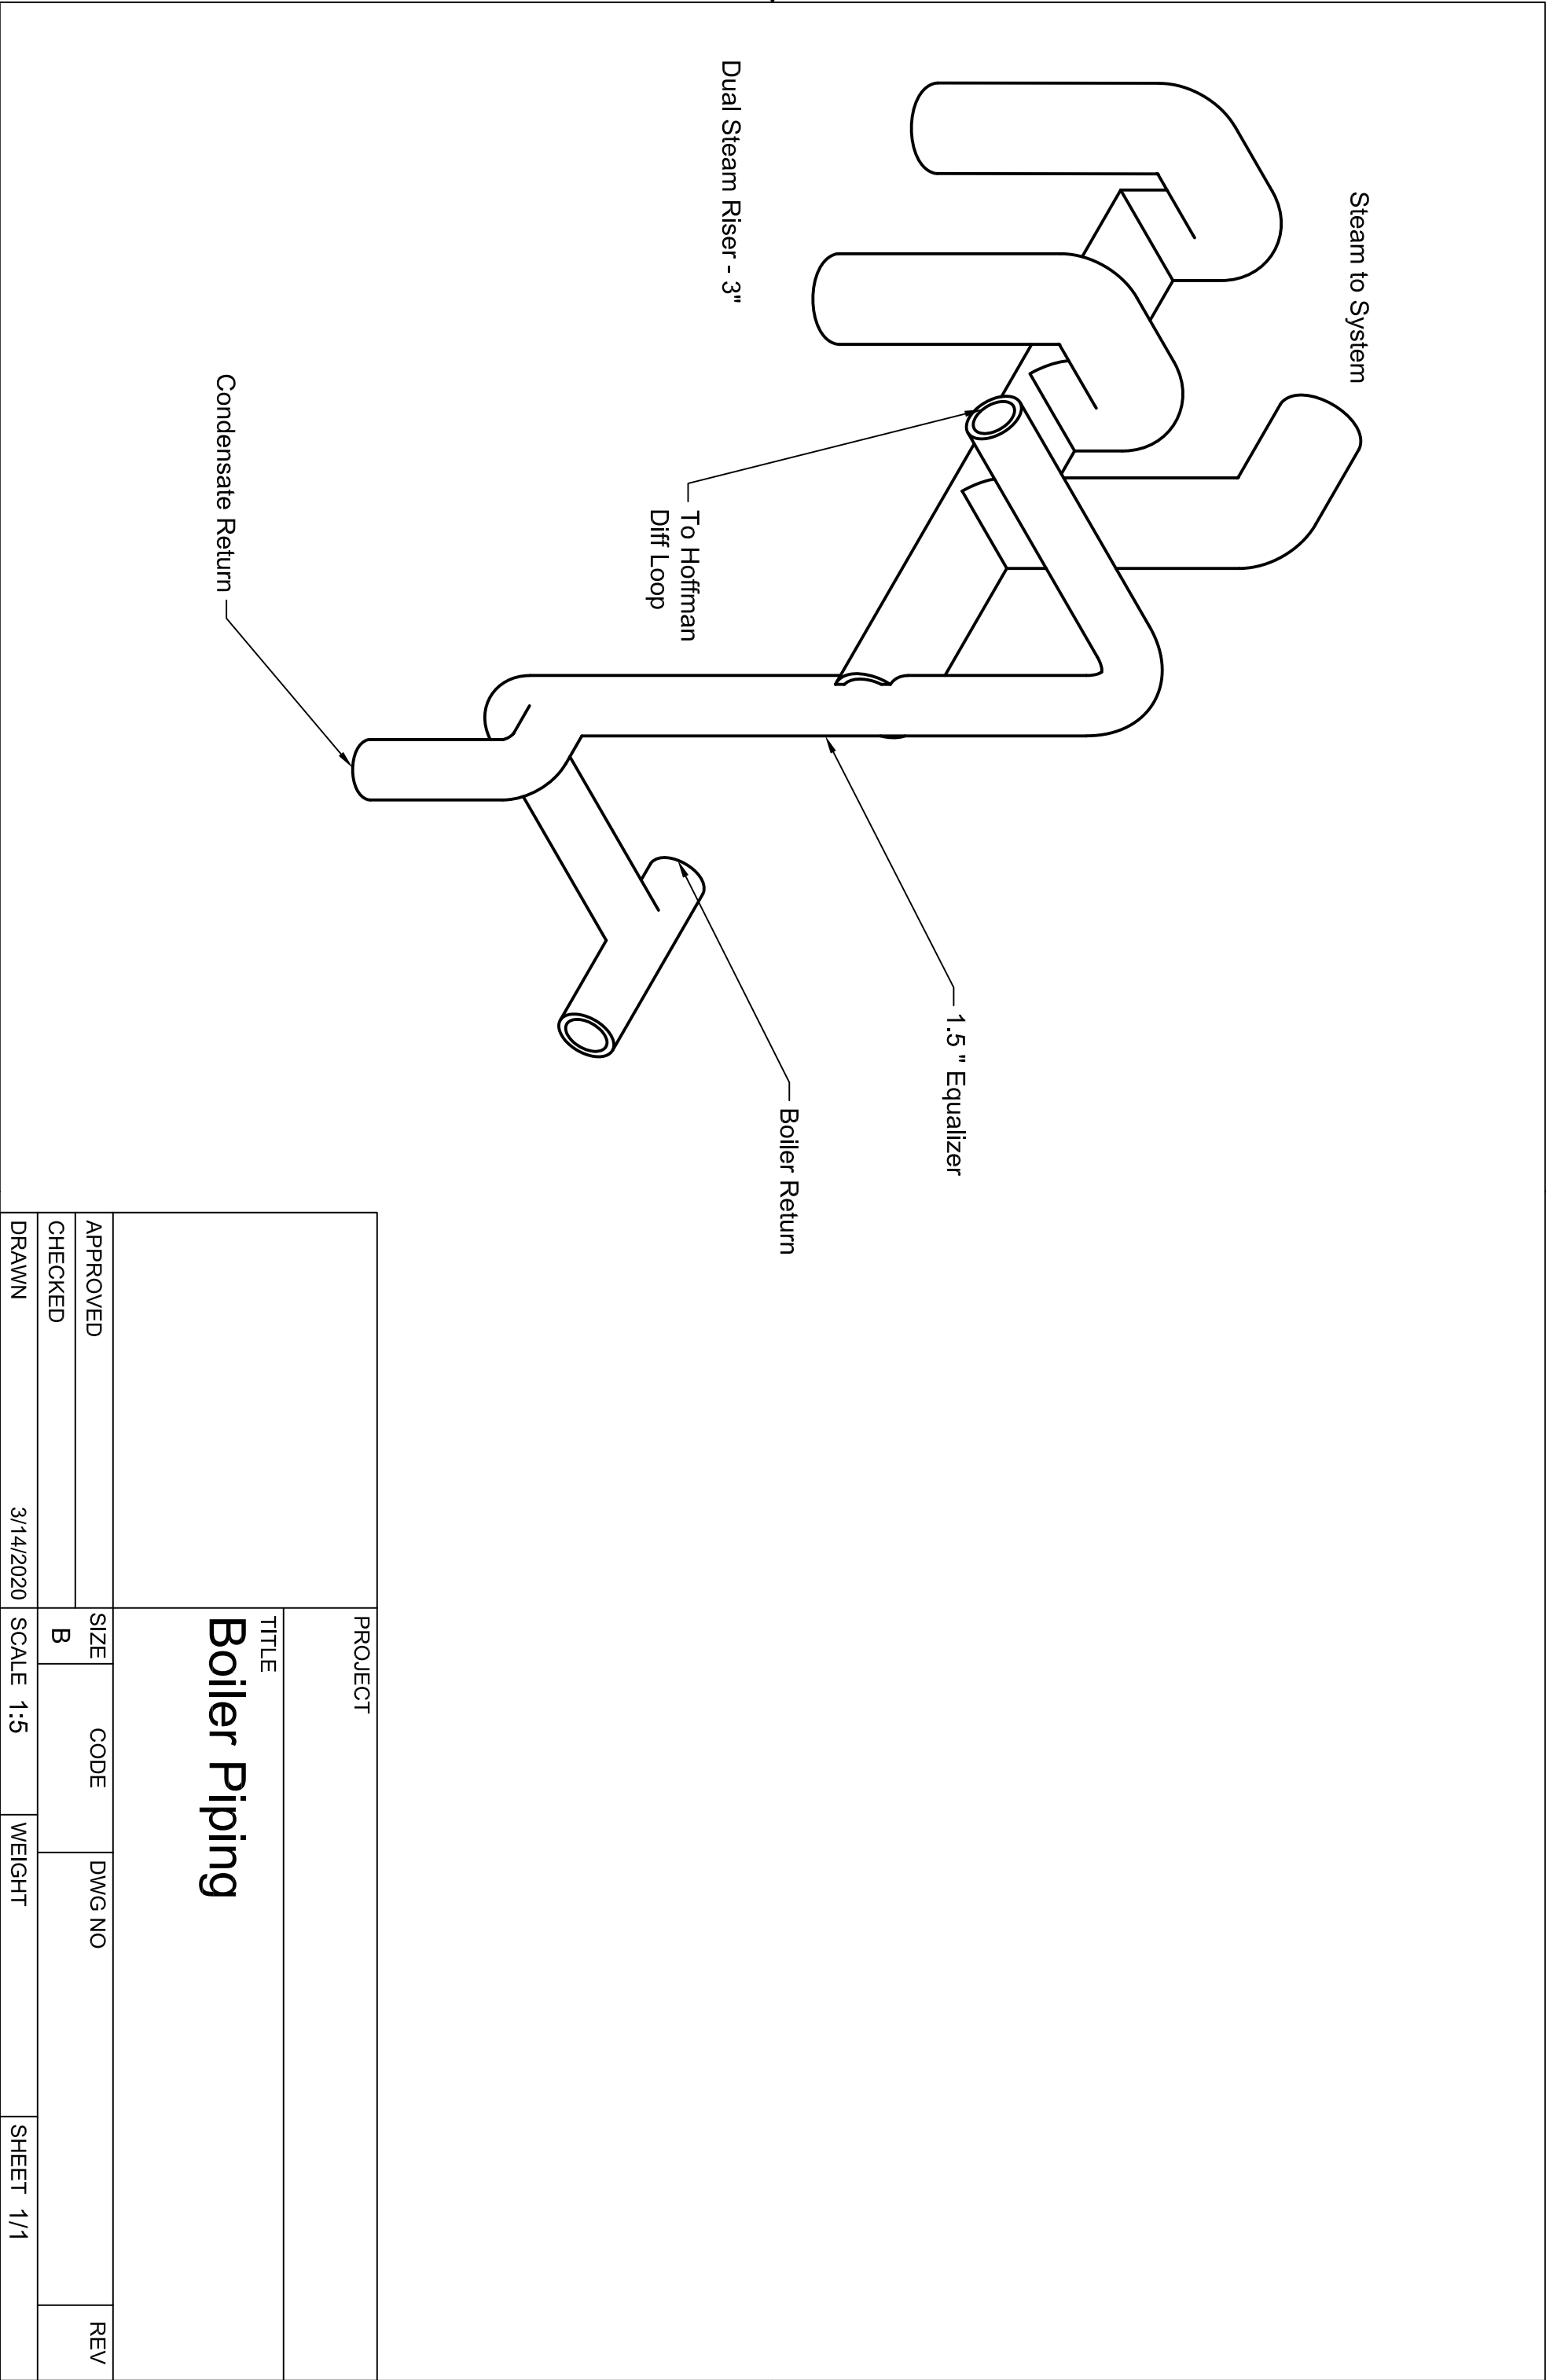 Steam to System
Dual Steam Riser - 3"
To Hoffman
Diff Loop
1.5 " Equalizer
Boiler Return
Condensate Return
PROJECT
TITLE
Boiler Piping
APPROVED
SIZE
CODE
DWG NO
REV
CHECKED
B
DRAWN
3/14/2020
SCALE 1:5
WEIGHT
SHEET 1/1